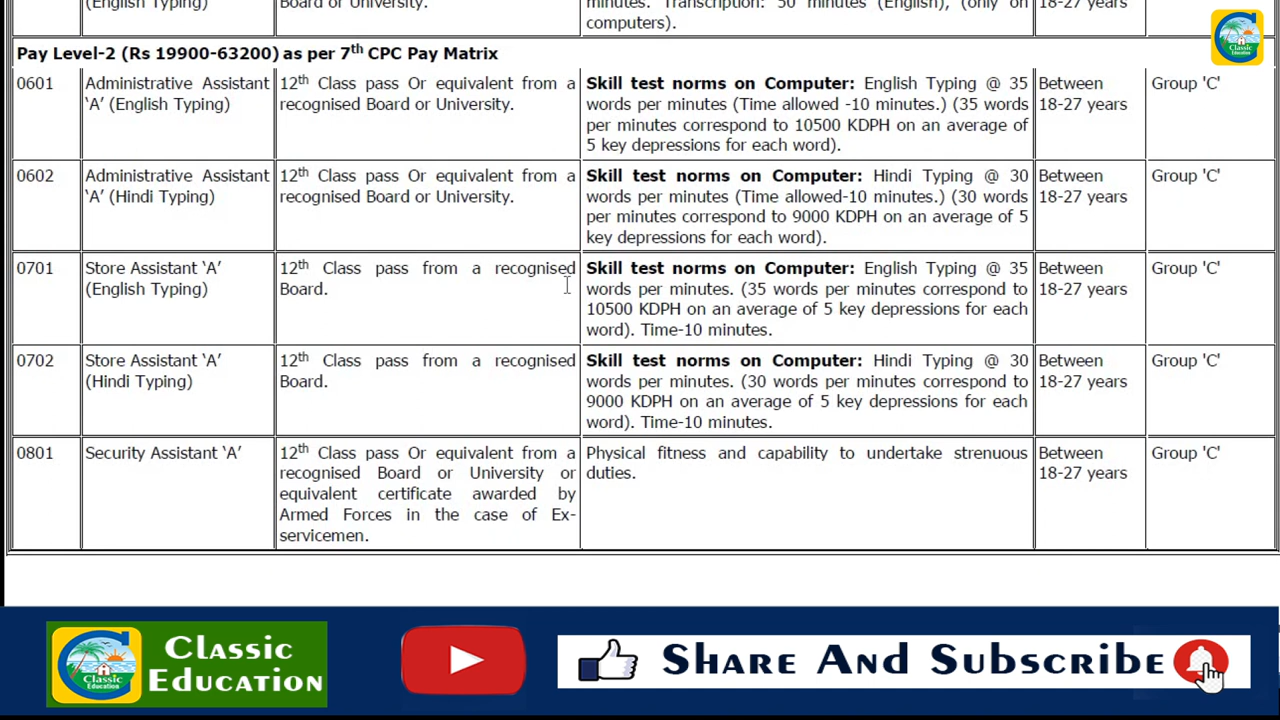 (English Typing)
Board or University.
minutes. Transcription: 50 minutes (English), (only on
computers).
18-27 years
Classic
Education
Pay Level-2 (Rs 19900-63200) as per 7th CPC Pay Matrix
0601
Administrative Assistant
‘A’ (English Typing)
12th Class pass Or equivalent from a
recognised Board or University.
Skill test norms on Computer: English Typing @ 35
words per minutes (Time allowed -10 minutes.) (35 words
per minutes correspond to 10500 KDPH on an average of
5 key depressions for each word).
Between
18-27 years
Group 'C'
0602
Administrative Assistant
‘A’ (Hindi Typing)
12th Class pass Or equivalent from a
recognised Board or University.
Skill test norms on Computer: Hindi Typing @ 30
words per minutes (Time allowed-10 minutes.) (30 words
per minutes correspond to 9000 KDPH on an average of 5
key depressions for each word).
Between
18-27 years
Group 'C'
0701
Store Assistant ‘A’
(English Typing)
12th Class pass from a recognised
Board.
Skill test norms on Computer: English Typing @ 35
words per minutes. (35 words per minutes correspond to
10500 KDPH on an average of 5 key depressions for each
word). Time-10 minutes.
Between
18-27 years
Group 'C'
0702
Store Assistant ‘A’
(Hindi Typing)
12th Class pass from a recognised
Board.
Skill test norms on Computer: Hindi Typing @ 30
words per minutes. (30 words per minutes correspond to
9000 KDPH on an average of 5 key depressions for each
word). Time-10 minutes.
Between
18-27 years
Group 'C'
0801
Security Assistant ‘A’
12th Class pass Or equivalent from a
recognised Board or University or
equivalent certificate awarded by
Armed Forces in the case of Ex-
servicemen.
Physical fitness and capability to undertake strenuous
duties.
Between
18-27 years
Group 'C'
Classic
Education
Classic
Education
Share And Subscribe